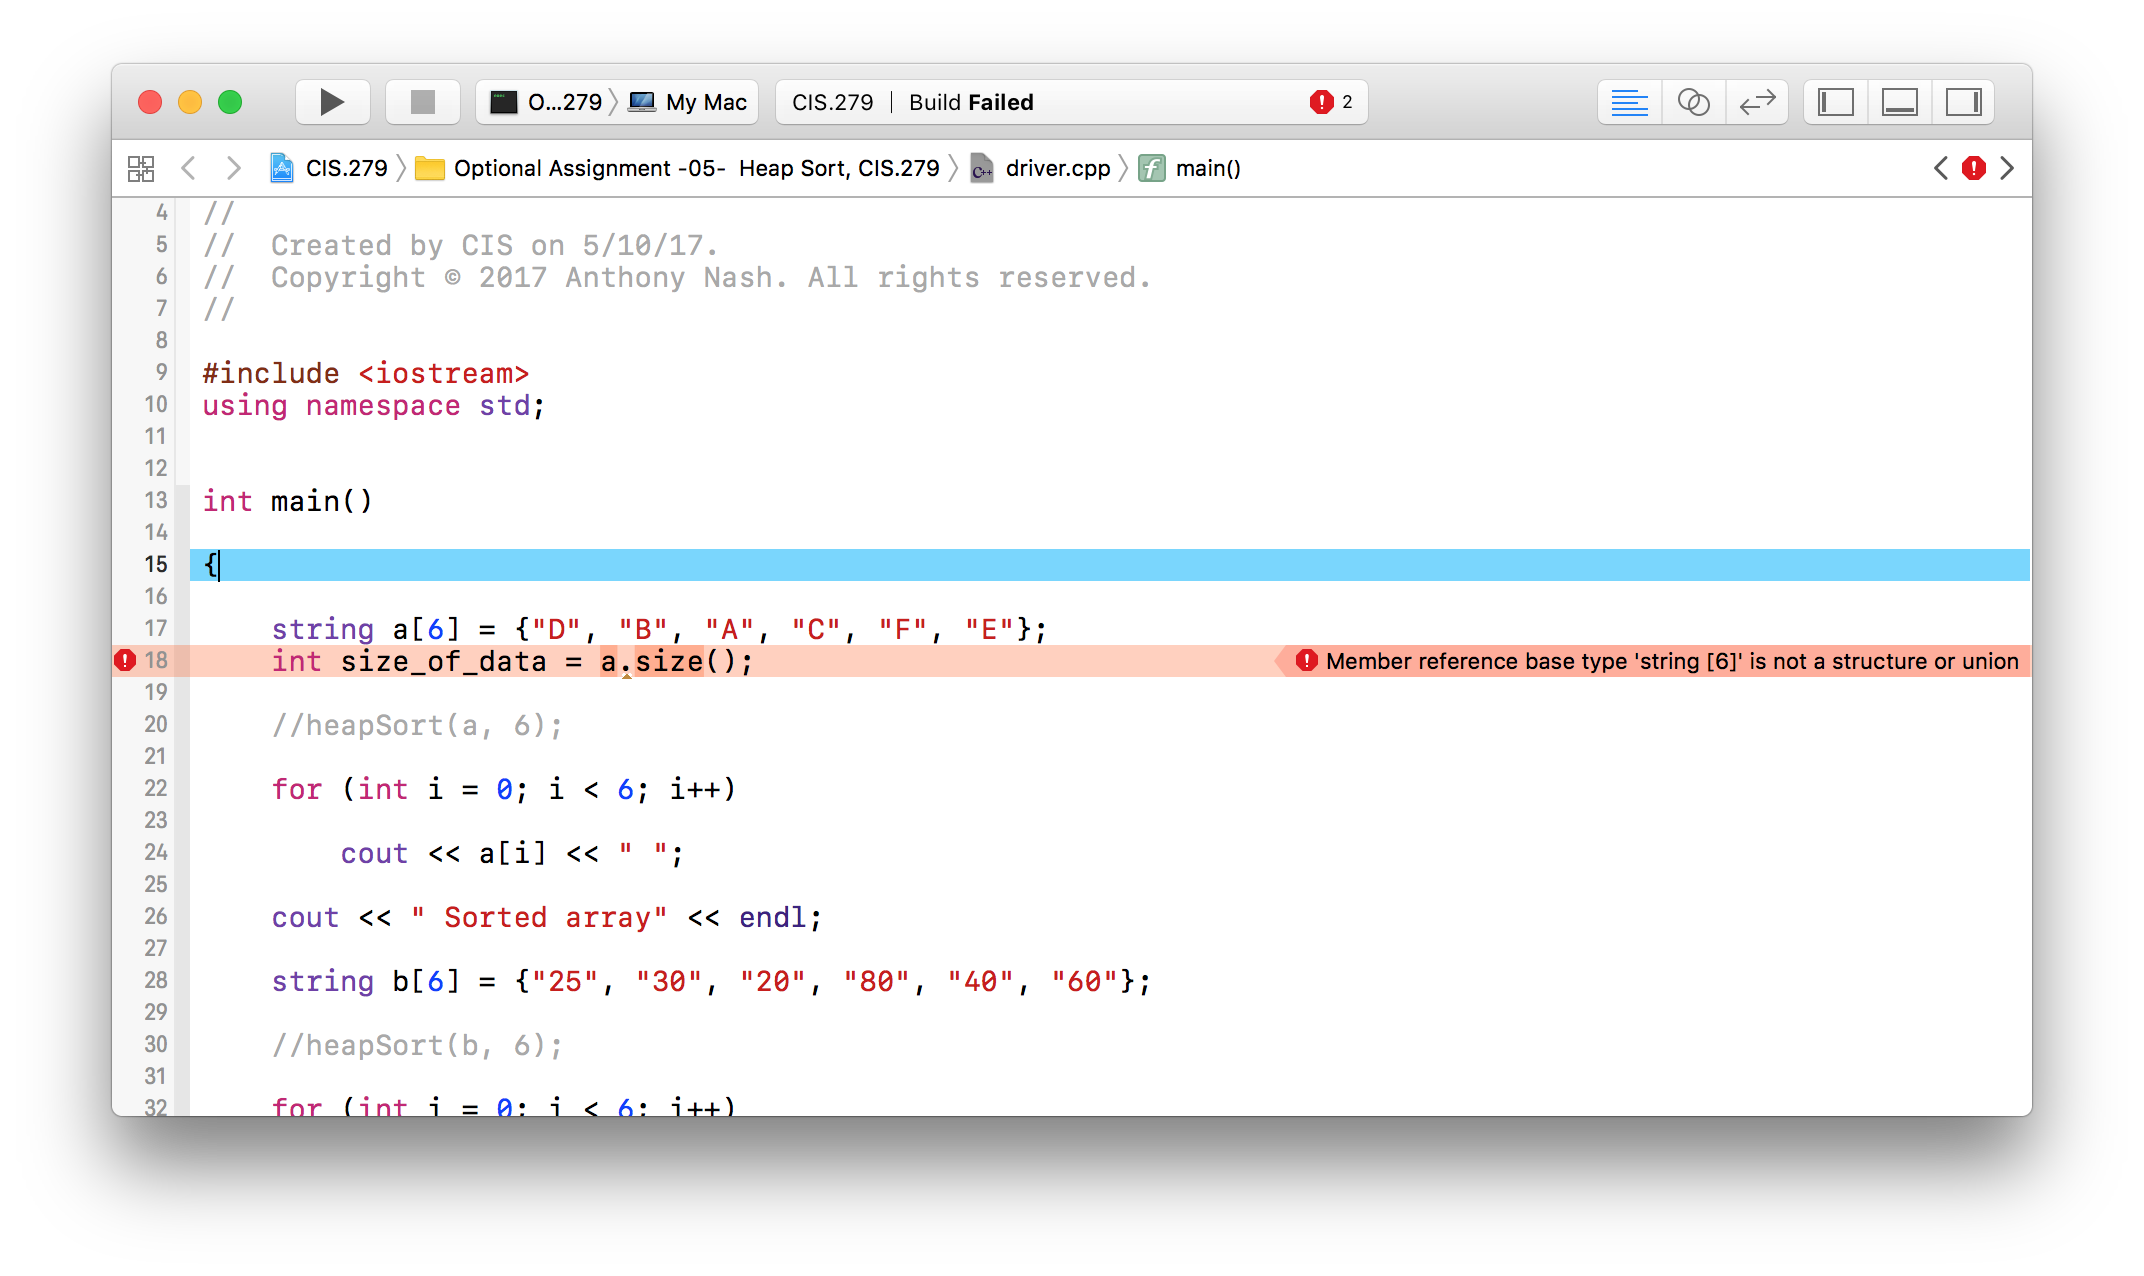 O...279 My Mac CIS.279 | Build Failed 2
CIS.279 Optional Assignment -05-  Heap Sort, CIS.279 C++ driver.cpp f main()
4 //
5 //  Created by CIS on 5/10/17.
6 //  Copyright © 2017 Anthony Nash. All rights reserved.
7 //
8
9 #include <iostream>
10 using namespace std;
11
12
13 int main()
14
15 {
16
17     string a[6] = {"D", "B", "A", "C", "F", "E"};
18     int size_of_data = a.size(); Member reference base type 'string [6]' is not a structure or union
19
20     //heapSort(a, 6);
21
22     for (int i = 0; i < 6; i++)
23
24         cout << a[i] << " ";
25
26     cout << " Sorted array" << endl;
27
28     string b[6] = {"25", "30", "20", "80", "40", "60"};
29
30     //heapSort(b, 6);
31
32     for (int i = 0; i < 6; i++)